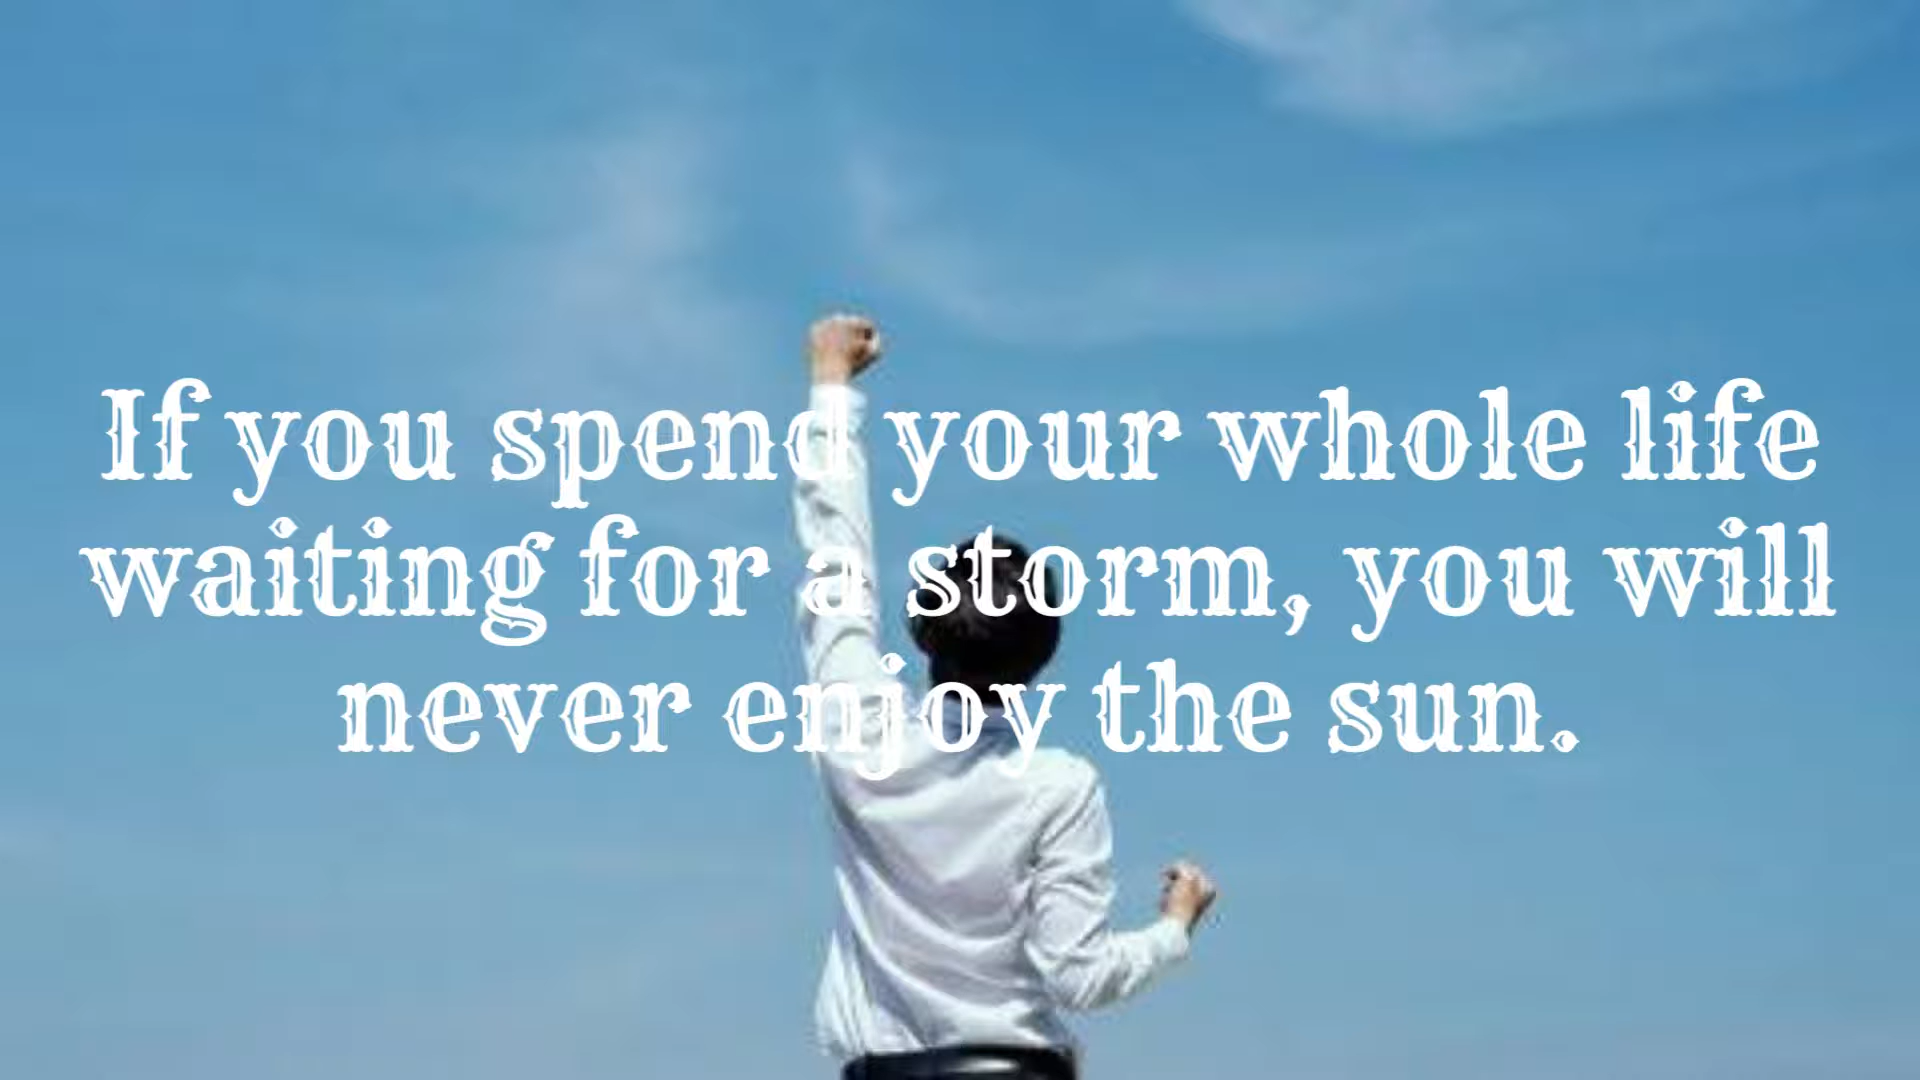 If you spend your whole life
waiting for a storm, you will
never enjoy the sun.